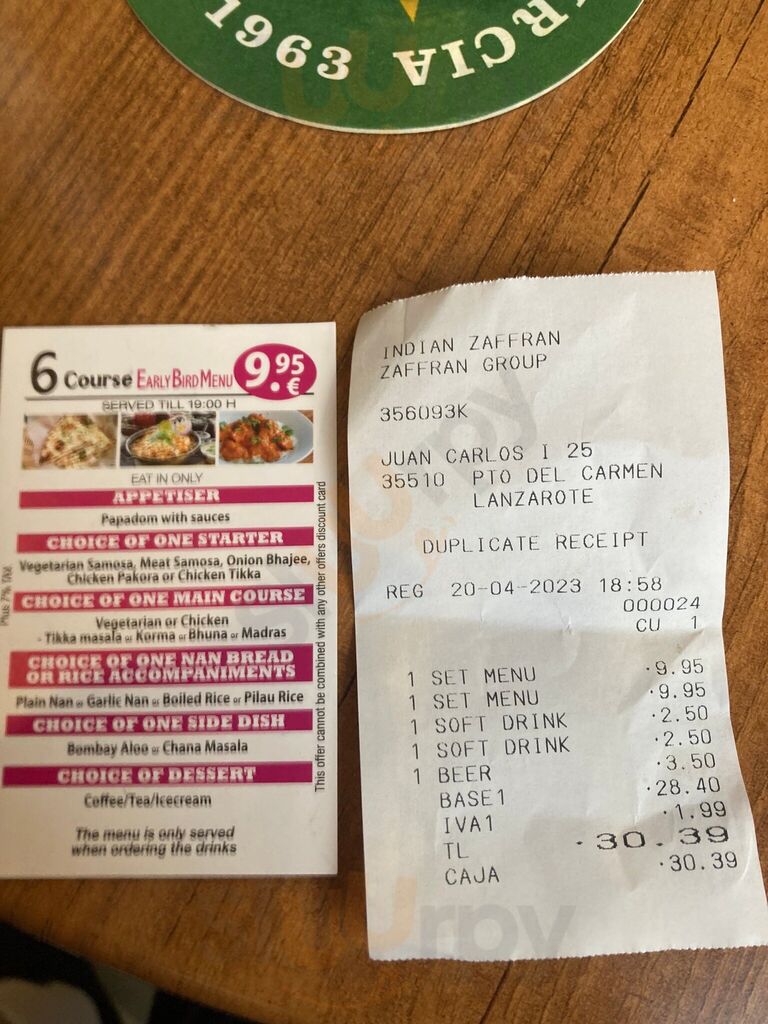 1963 RCIA
6 Course EARLY BIRD MENU 9.95 €
SERVED TILL 19:00 H
EAT IN ONLY
APPETISER
Papadom with sauces
CHOICE OF ONE STARTER
Vegetarian Samosa, Meat Samosa, Onion Bhajee,
Chicken Pakora or Chicken Tikka
CHOICE OF ONE MAIN COURSE
Vegetarian or Chicken
- Tikka masala or Korma or Bhuna or Madras
CHOICE OF ONE NAN BREAD
OR RICE ACCOMPANIMENTS
Plain Nan or Garlic Nan or Boiled Rice or Pilau Rice
CHOICE OF ONE SIDE DISH
Bombay Aloo or Chana Masala
CHOICE OF DESSERT
Coffee/Tea/Icecream
The menu is only served
when ordering the drinks
Plus 7% TAX
This offer cannot be combined with any other offers discount card
INDIAN ZAFFRAN
ZAFFRAN GROUP
356093K
JUAN CARLOS I 25
35510 PTO DEL CARMEN
LANZAROTE
DUPLICATE RECEIPT
REG 20-04-2023 18:58
000024
CU 1
1 SET MENU ·9.95
1 SET MENU ·9.95
1 SOFT DRINK ·2.50
1 SOFT DRINK ·2.50
1 BEER ·3.50
BASE1 ·28.40
IVA1 ·1.99
TL ·30.39
CAJA ·30.39